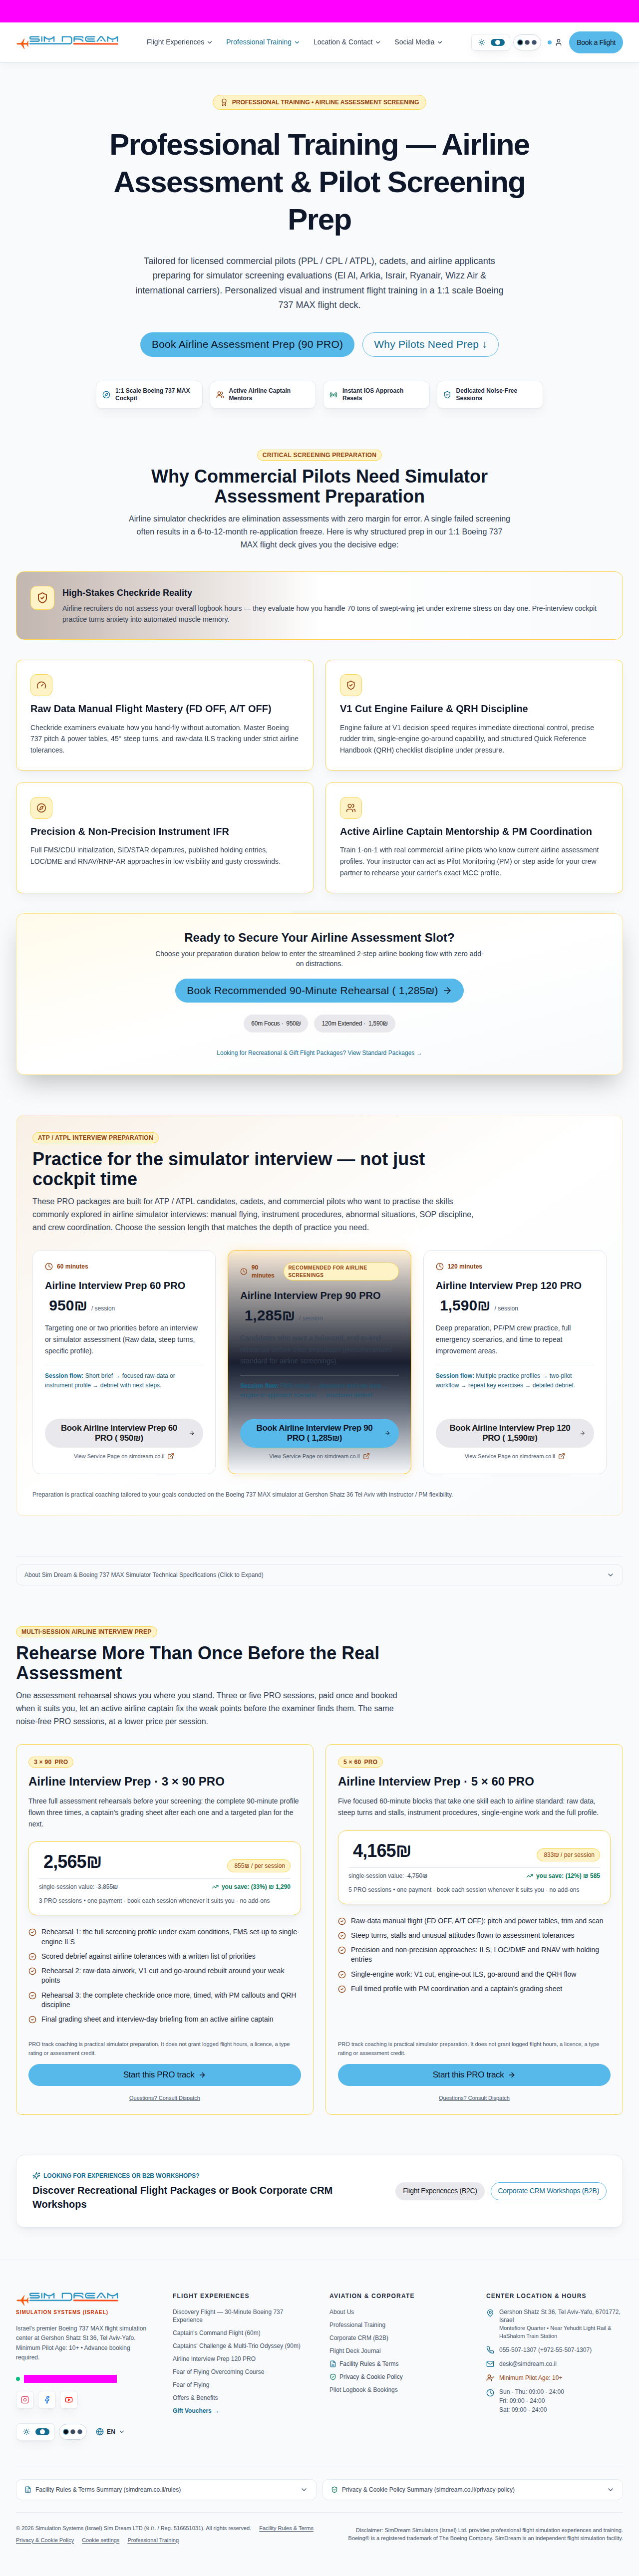 SIM DREAM
Flight Experiences
Professional Training
Location & Contact
Social Media
Book a Flight
PROFESSIONAL TRAINING • AIRLINE ASSESSMENT SCREENING
Professional Training — Airline
Assessment & Pilot Screening
Prep
Tailored for licensed commercial pilots (PPL / CPL / ATPL), cadets, and airline applicants
preparing for simulator screening evaluations (El Al, Arkia, Israir, Ryanair, Wizz Air &
international carriers). Personalized visual and instrument flight training in a 1:1 scale Boeing
737 MAX flight deck.
Book Airline Assessment Prep (90 PRO)
Why Pilots Need Prep ↓
1:1 Scale Boeing 737 MAX
Cockpit
Active Airline Captain
Mentors
Instant IOS Approach
Resets
Dedicated Noise-Free
Sessions
CRITICAL SCREENING PREPARATION
Why Commercial Pilots Need Simulator
Assessment Preparation
Airline simulator checkrides are elimination assessments with zero margin for error. A single failed screening
often results in a 6-to-12-month re-application freeze. Here is why structured prep in our 1:1 Boeing 737
MAX flight deck gives you the decisive edge:
High-Stakes Checkride Reality
Airline recruiters do not assess your overall logbook hours — they evaluate how you handle 70 tons of swept-wing jet under extreme stress on day one. Pre-interview cockpit
practice turns anxiety into automated muscle memory.
Raw Data Manual Flight Mastery (FD OFF, A/T OFF)
Checkride examiners evaluate how you hand-fly without automation. Master Boeing
737 pitch & power tables, 45° steep turns, and raw-data ILS tracking under strict airline
tolerances.
V1 Cut Engine Failure & QRH Discipline
Engine failure at V1 decision speed requires immediate directional control, precise
rudder trim, single-engine go-around capability, and structured Quick Reference
Handbook (QRH) checklist discipline under pressure.
Precision & Non-Precision Instrument IFR
Full FMS/CDU initialization, SID/STAR departures, published holding entries,
LOC/DME and RNAV/RNP-AR approaches in low visibility and gusty crosswinds.
Active Airline Captain Mentorship & PM Coordination
Train 1-on-1 with real commercial airline pilots who know current airline assessment
profiles. Your instructor can act as Pilot Monitoring (PM) or step aside for your crew
partner to rehearse your carrier's exact MCC profile.
Ready to Secure Your Airline Assessment Slot?
Choose your preparation duration below to enter the streamlined 2-step airline booking flow with zero add-
on distractions.
Book Recommended 90-Minute Rehearsal ( 1,285₪) →
60m Focus · 950₪
120m Extended · 1,590₪
Looking for Recreational & Gift Flight Packages? View Standard Packages →
ATP / ATPL INTERVIEW PREPARATION
Practice for the simulator interview — not just
cockpit time
These PRO packages are built for ATP / ATPL candidates, cadets, and commercial pilots who want to practise the skills
commonly explored in airline simulator interviews: manual flying, instrument procedures, abnormal situations, SOP discipline,
and crew coordination. Choose the session length that matches the depth of practice you need.
60 minutes
Airline Interview Prep 60 PRO
950₪ / session
Targeting one or two priorities before an interview
or simulator assessment (Raw data, steep turns,
specific profile).
Session flow: Short brief → focused raw-data or
instrument profile → debrief with next steps.
Book Airline Interview Prep 60
PRO ( 950₪) →
View Service Page on simdream.co.il
90
minutes
RECOMMENDED FOR AIRLINE
SCREENINGS
Airline Interview Prep 90 PRO
1,285₪ / session
standard for airline screenings)
Book Airline Interview Prep 90
PRO ( 1,285₪) →
View Service Page on simdream.co.il
120 minutes
Airline Interview Prep 120 PRO
1,590₪ / session
Deep preparation, PF/PM crew practice, full
emergency scenarios, and time to repeat
improvement areas.
Session flow: Multiple practice profiles → two-pilot
workflow → repeat key exercises → detailed debrief.
Book Airline Interview Prep 120
PRO ( 1,590₪) →
View Service Page on simdream.co.il
Preparation is practical coaching tailored to your goals conducted on the Boeing 737 MAX simulator at Gershon Shatz 36 Tel Aviv with instructor / PM flexibility.
About Sim Dream & Boeing 737 MAX Simulator Technical Specifications (Click to Expand)
MULTI-SESSION AIRLINE INTERVIEW PREP
Rehearse More Than Once Before the Real
Assessment
One assessment rehearsal shows you where you stand. Three or five PRO sessions, paid once and booked
when it suits you, let an active airline captain fix the weak points before the examiner finds them. The same
noise-free PRO sessions, at a lower price per session.
3 × 90 PRO
Airline Interview Prep · 3 × 90 PRO
Three full assessment rehearsals before your screening: the complete 90-minute profile
flown three times, a captain's grading sheet after each one and a targeted plan for the
next.
2,565₪
855₪ / per session
single-session value: 3,855₪
you save: (33%) ₪ 1,290
3 PRO sessions • one payment · book each session whenever it suits you · no add-ons
Rehearsal 1: the full screening profile under exam conditions, FMS set-up to single-
engine ILS
Scored debrief against airline tolerances with a written list of priorities
Rehearsal 2: raw-data airwork, V1 cut and go-around rebuilt around your weak
points
Rehearsal 3: the complete checkride once more, timed, with PM callouts and QRH
discipline
Final grading sheet and interview-day briefing from an active airline captain
PRO track coaching is practical simulator preparation. It does not grant logged flight hours, a licence, a type
rating or assessment credit.
Start this PRO track →
Questions? Consult Dispatch
5 × 60 PRO
Airline Interview Prep · 5 × 60 PRO
Five focused 60-minute blocks that take one skill each to airline standard: raw data,
steep turns and stalls, instrument procedures, single-engine work and the full profile.
4,165₪
833₪ / per session
single-session value: 4,750₪
you save: (12%) ₪ 585
5 PRO sessions • one payment · book each session whenever it suits you · no add-ons
Raw-data manual flight (FD OFF, A/T OFF): pitch and power tables, trim and scan
Steep turns, stalls and unusual attitudes flown to assessment tolerances
Precision and non-precision approaches: ILS, LOC/DME and RNAV with holding
entries
Single-engine work: V1 cut, engine-out ILS, go-around and the QRH flow
Full timed profile with PM coordination and a captain's grading sheet
PRO track coaching is practical simulator preparation. It does not grant logged flight hours, a licence, a type
rating or assessment credit.
Start this PRO track →
Questions? Consult Dispatch
LOOKING FOR EXPERIENCES OR B2B WORKSHOPS?
Discover Recreational Flight Packages or Book Corporate CRM
Workshops
Flight Experiences (B2C)
Corporate CRM Workshops (B2B)
SIM DREAM
SIMULATION SYSTEMS (ISRAEL)
Israel's premier Boeing 737 MAX flight simulation
center at Gershon Shatz St 36, Tel Aviv-Yafo.
Minimum Pilot Age: 10+ • Advance booking
required.
EN
FLIGHT EXPERIENCES
Discovery Flight — 30-Minute Boeing 737
Experience
Captain's Command Flight (60m)
Captains' Challenge & Multi-Trio Odyssey (90m)
Airline Interview Prep 120 PRO
Fear of Flying Overcoming Course
Fear of Flying
Offers & Benefits
Gift Vouchers →
AVIATION & CORPORATE
About Us
Professional Training
Corporate CRM (B2B)
Flight Deck Journal
Facility Rules & Terms
Privacy & Cookie Policy
Pilot Logbook & Bookings
CENTER LOCATION & HOURS
Gershon Shatz St 36, Tel Aviv-Yafo, 6701772,
Israel
Montefiore Quarter • Near Yehudit Light Rail &
HaShalom Train Station
055-507-1307 (+972-55-507-1307)
desk@simdream.co.il
Minimum Pilot Age: 10+
Sun - Thu: 09:00 - 24:00
Fri: 09:00 - 24:00
Sat: 09:00 - 24:00
Facility Rules & Terms Summary (simdream.co.il/rules)
Privacy & Cookie Policy Summary (simdream.co.il/privacy-policy)
© 2026 Simulation Systems (Israel) Sim Dream LTD (ח.פ. / Reg. 516651031). All rights reserved.
Facility Rules & Terms
Privacy & Cookie Policy
Cookie settings
Professional Training
Disclaimer: SimDream Simulators (Israel) Ltd. provides professional flight simulation experiences and training.
Boeing® is a registered trademark of The Boeing Company. SimDream is an independent flight simulation facility.